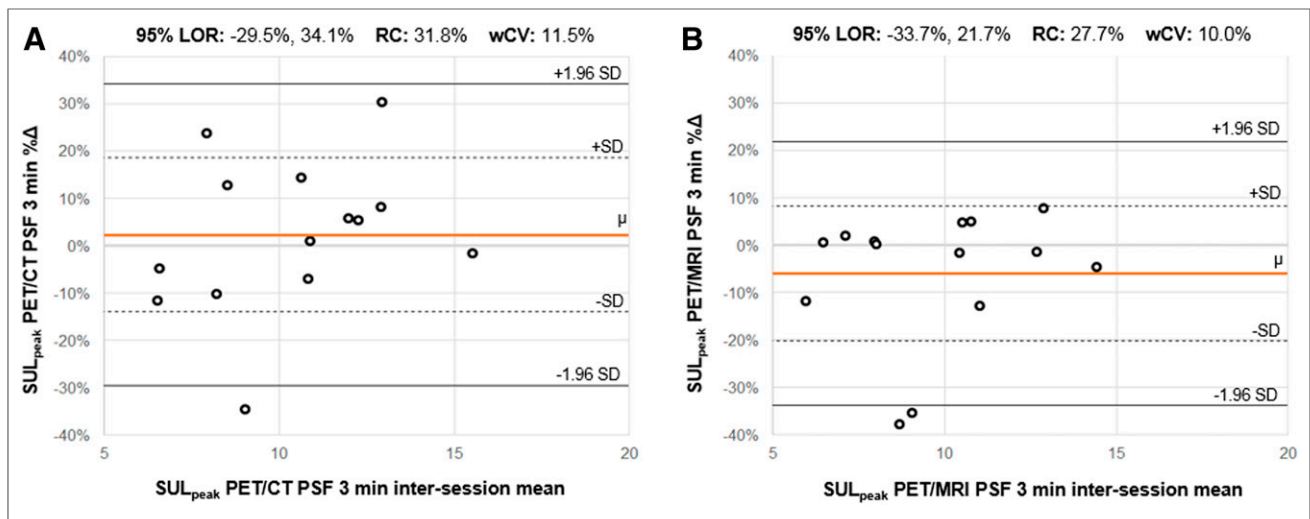 A
95% LOR: -29.5%, 34.1% RC: 31.8% wCV: 11.5%
40%
+1.96 SD
30%
20%
+SD
10%
µ
0%
-10%
-SD
-20%
-30%
-1.96 SD
-40%
5 10 15 20
SULpeak PET/CT PSF 3 min %Δ
SULpeak PET/CT PSF 3 min inter-session mean
B
95% LOR: -33.7%, 21.7% RC: 27.7% wCV: 10.0%
40%
30%
+1.96 SD
20%
10%
+SD
0%
µ
-10%
-SD
-20%
-30%
-1.96 SD
-40%
5 10 15 20
SULpeak PET/MRI PSF 3 min %Δ
SULpeak PET/MRI PSF 3 min inter-session mean